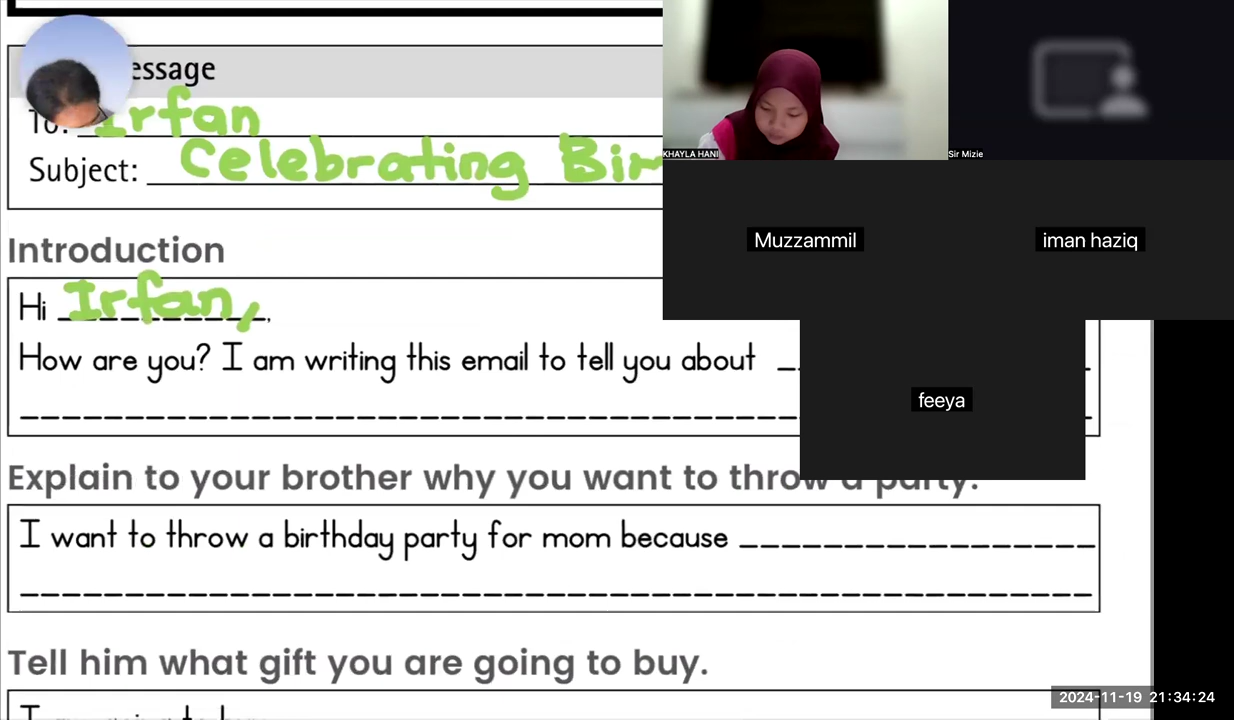 essage
To: Irfan
Subject: Celebrating Bir
Introduction
Hi Irfan,
How are you? I am writing this email to tell you about
Explain to your brother why you want to throw a party.
I want to throw a birthday party for mom because
Tell him what gift you are going to buy.
KHAYLA HANI
Sir Mizie
Muzzammil
iman haziq
feeya
2024-11-19 21:34:24